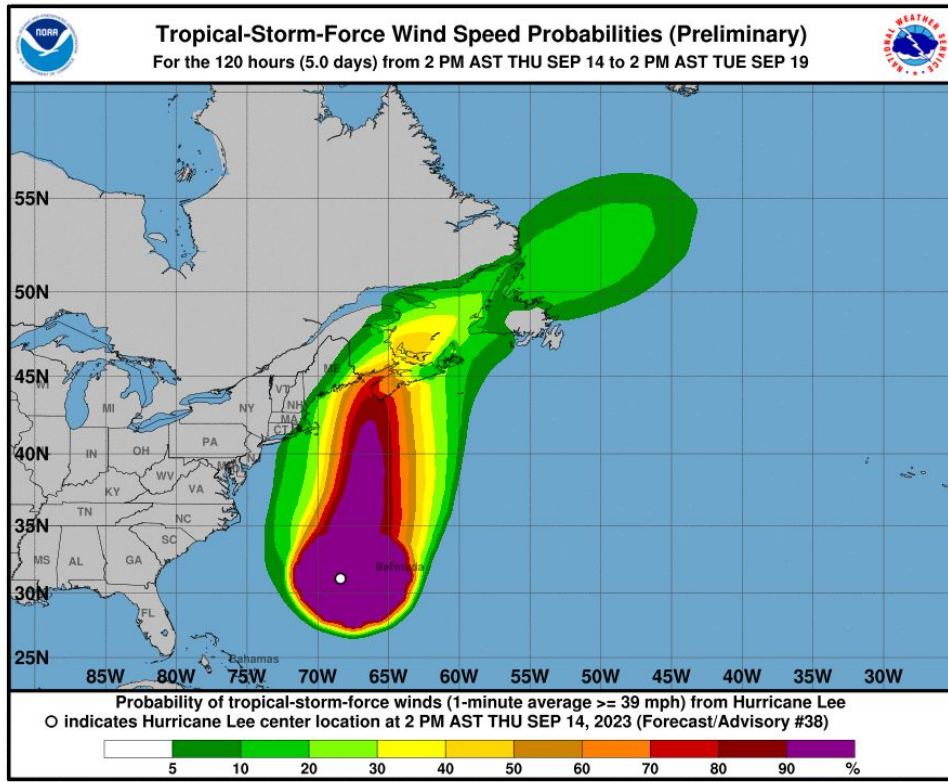 NOAA
Tropical-Storm-Force Wind Speed Probabilities (Preliminary)
For the 120 hours (5.0 days) from 2 PM AST THU SEP 14 to 2 PM AST TUE SEP 19
NATIONAL WEATHER SERVICE
55N
50N
45N
40N
35N
30N
25N
WI
MI
NY
VT
ME
NH
MA
CT
IN
OH
PA
WV
VA
KY
TN
NC
SC
MS
AL
GA
FL
Bermuda
Bahamas
85W 80W 75W 70W 65W 60W 55W 50W 45W 40W 35W 30W
Probability of tropical-storm-force winds (1-minute average >= 39 mph) from Hurricane Lee
indicates Hurricane Lee center location at 2 PM AST THU SEP 14, 2023 (Forecast/Advisory #38)
5 10 20 30 40 50 60 70 80 90 %